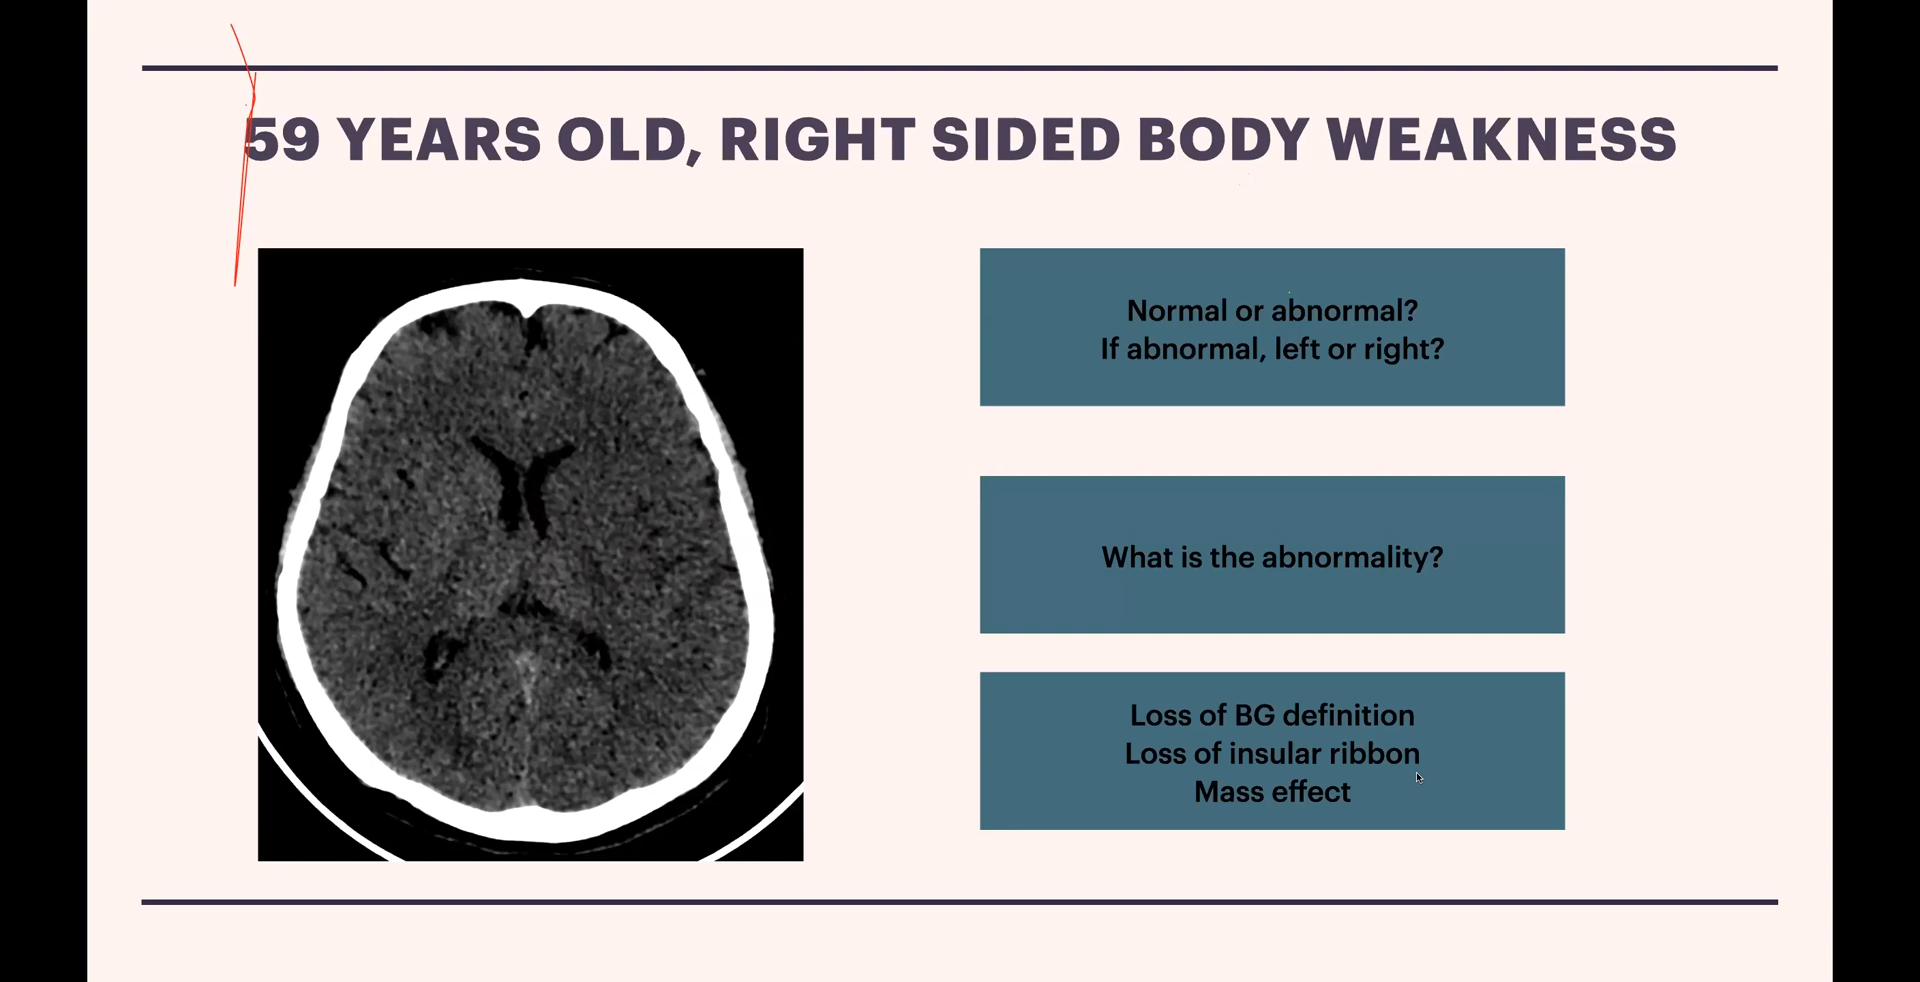 59 YEARS OLD, RIGHT SIDED BODY WEAKNESS
Normal or abnormal?
If abnormal, left or right?
What is the abnormality?
Loss of BG definition
Loss of insular ribbon
Mass effect